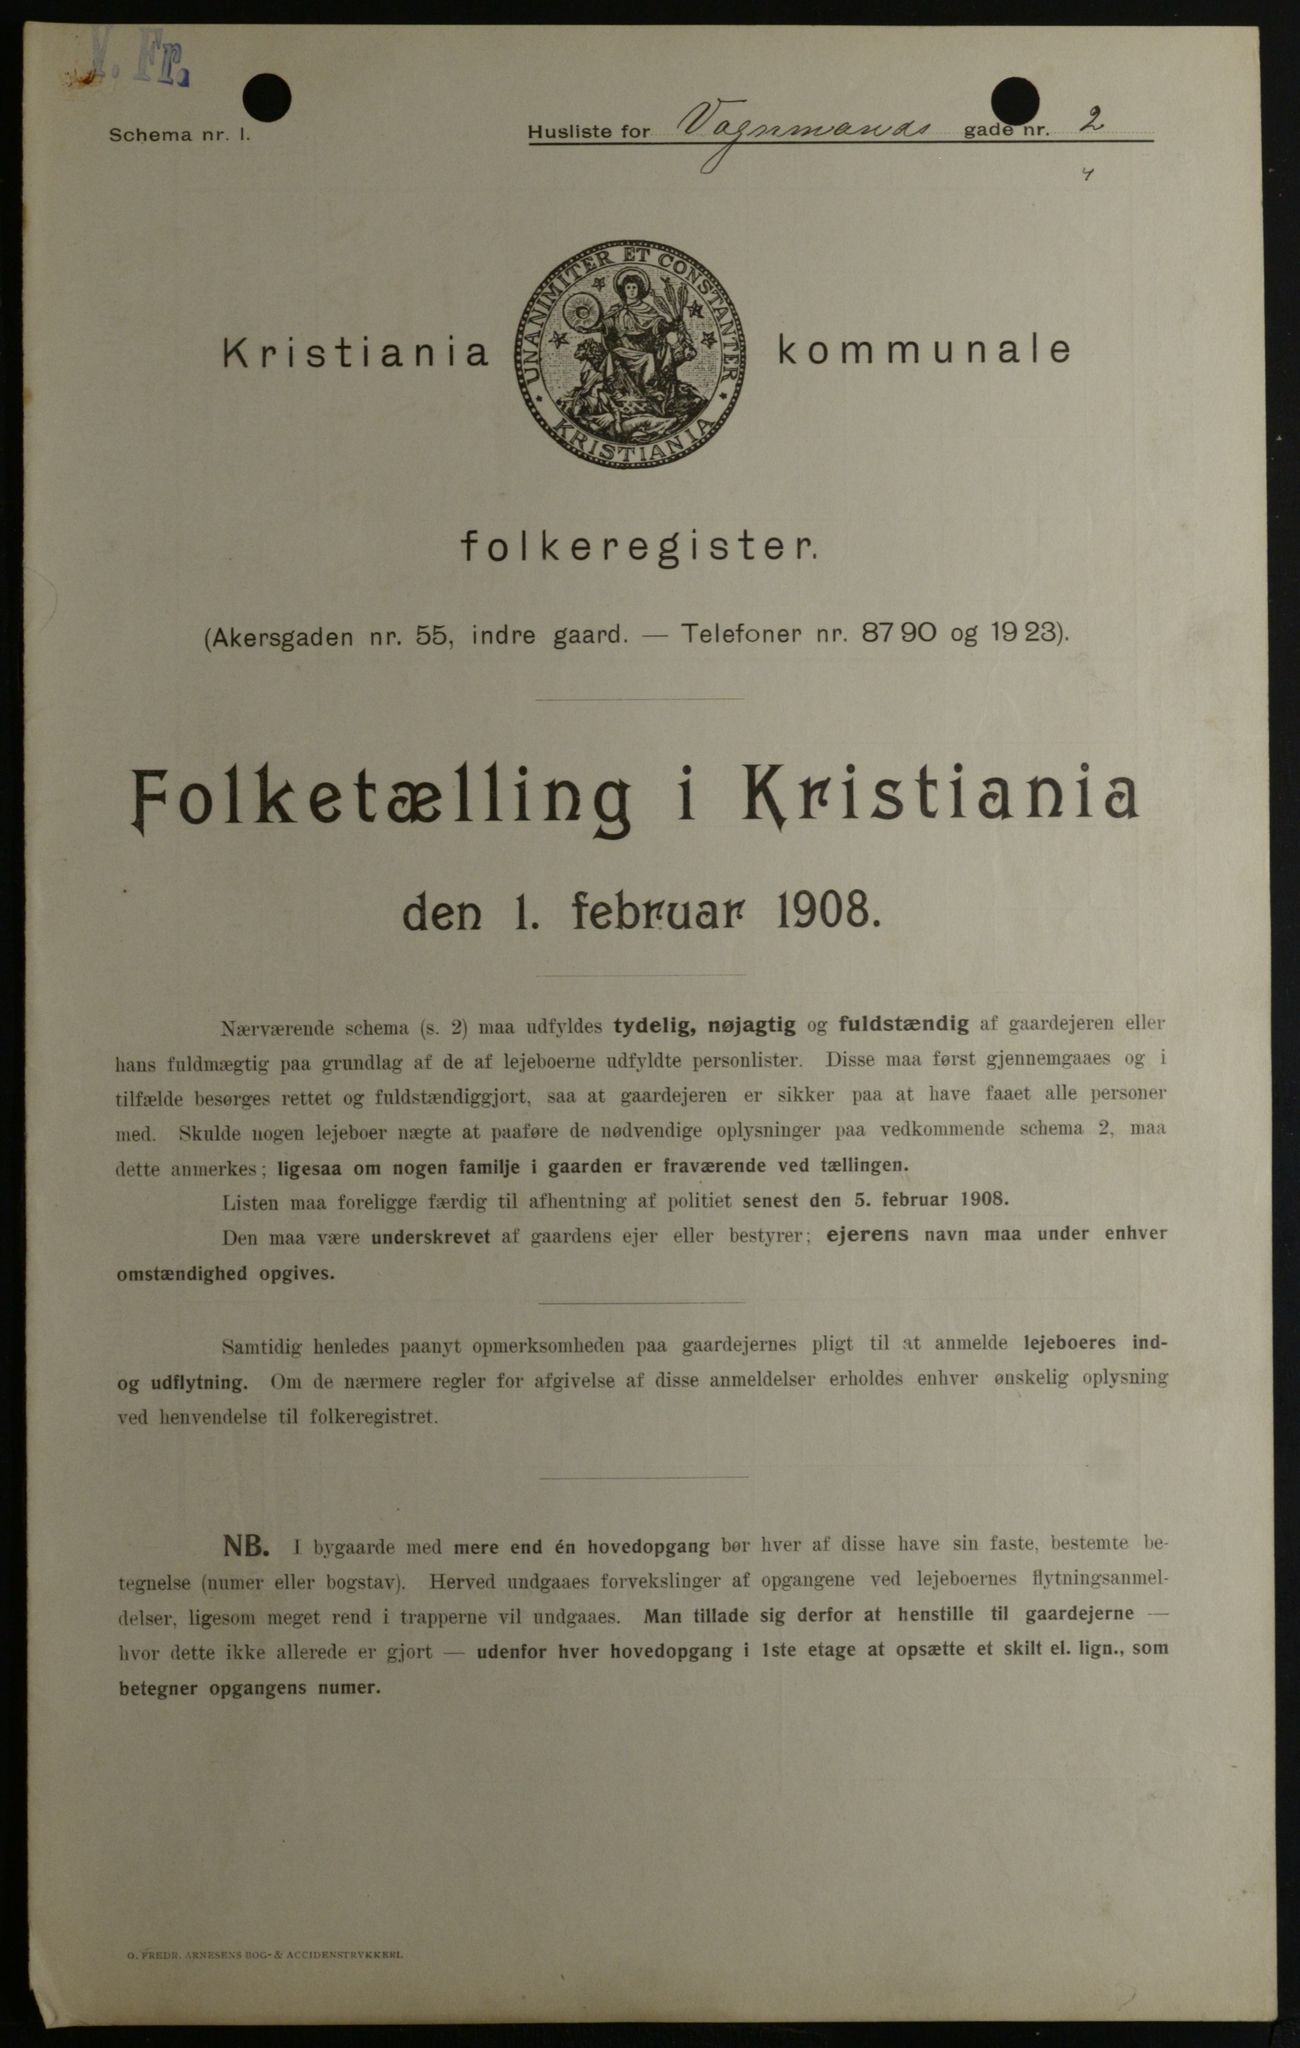 V. Fr.
Schema nr. 1.
Husliste for Vognmands gade nr. 2
4
UNANIMITER ET CONSTANTER
KRISTIANIA
Kristiania kommunale
folkeregister.
(Akersgaden nr. 55, indre gaard. — Telefoner nr. 87 90 og 19 23).
Folketælling i Kristiania
den 1. februar 1908.
Nærværende schema (s. 2) maa udfyldes tydelig, nøjagtig og fuldstændig af gaardejeren eller
hans fuldmægtig paa grundlag af de af lejeboerne udfyldte personlister. Disse maa først gjennemgaaes og i
tilfælde besørges rettet og fuldstændiggjort, saa at gaardejeren er sikker paa at have faaet alle personer
med. Skulde nogen lejeboer nægte at paaføre de nødvendige oplysninger paa vedkommende schema 2, maa
dette anmerkes; ligesaa om nogen familje i gaarden er fraværende ved tællingen.
Listen maa foreligge færdig til afhentning af politiet senest den 5. februar 1908.
Den maa være underskrevet af gaardens ejer eller bestyrer; ejerens navn maa under enhver
omstændighed opgives.
Samtidig henledes paanyt opmerksomheden paa gaardejernes pligt til at anmelde lejeboeres ind-
og udflytning. Om de nærmere regler for afgivelse af disse anmeldelser erholdes enhver ønskelig oplysning
ved henvendelse til folkeregistret.
NB. I bygaarde med mere end én hovedopgang bør hver af disse have sin faste, bestemte be-
tegnelse (numer eller bogstav). Herved undgaaes forvekslinger af opgangene ved lejeboernes flytningsanmel-
delser, ligesom meget rend i trapperne vil undgaaes. Man tillade sig derfor at henstille til gaardejerne —
hvor dette ikke allerede er gjort — udenfor hver hovedopgang i 1ste etage at opsætte et skilt el. lign., som
betegner opgangens numer.
O. FREDR. ARNESENS BOG- & ACCIDENSTRYKKERI.